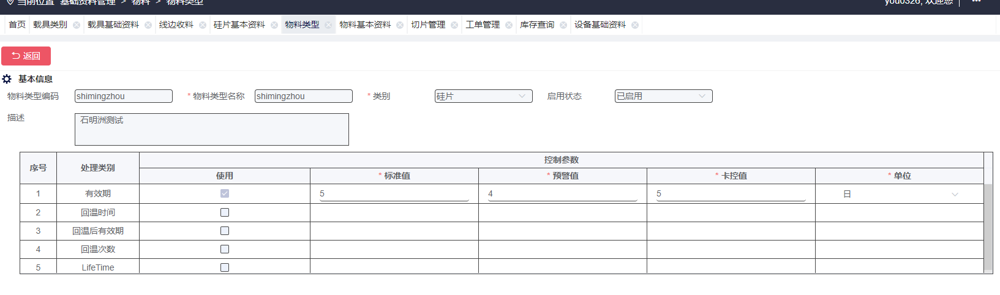 当前位置 基础资料管理 > 物料 > 物料类型
you0326, 欢迎您
首页 载具类别 载具基础资料 线边收料 硅片基本资料 物料类型 物料基本资料 切片管理 工单管理 库存查询 设备基础资料
返回
基本信息
物料类型编码 shimingzhou * 物料类型名称 shimingzhou * 类别 硅片 启用状态 已启用
描述 石明洲测试
序号 处理类别 控制参数
使用 * 标准值 * 预警值 * 卡控值 * 单位
1 有效期 5 4 5 日
2 回温时间
3 回温后有效期
4 回温次数
5 LifeTime